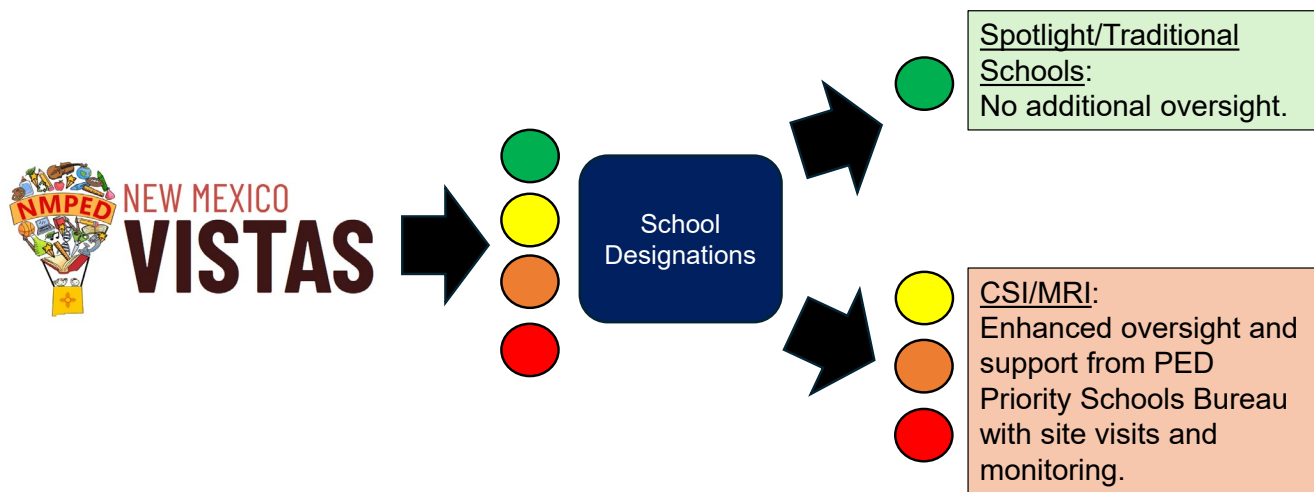 NMPED
NEW MEXICO
VISTAS
School
Designations
Spotlight/Traditional
Schools:
No additional oversight.
CSI/MRI:
Enhanced oversight and
support from PED
Priority Schools Bureau
with site visits and
monitoring.